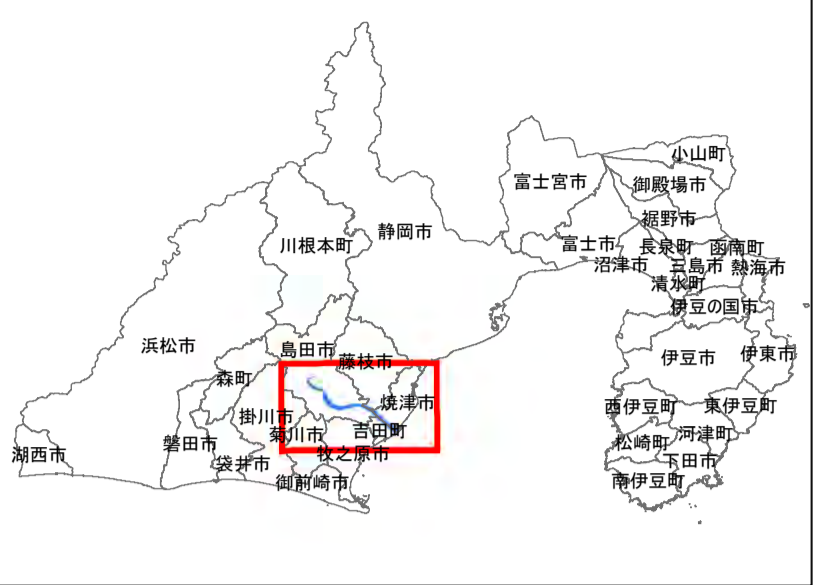 小山町
富士宮市
御殿場市
裾野市
静岡市
川根本町
富士市
長泉町
函南町
沼津市
三島市
熱海市
清水町
伊豆の国市
浜松市
島田市
藤枝市
伊豆市
伊東市
森町
焼津市
西伊豆町
東伊豆町
掛川市
菊川市
吉田町
河津町
磐田市
松崎町
湖西市
牧之原市
袋井市
下田市
御前崎市
南伊豆町